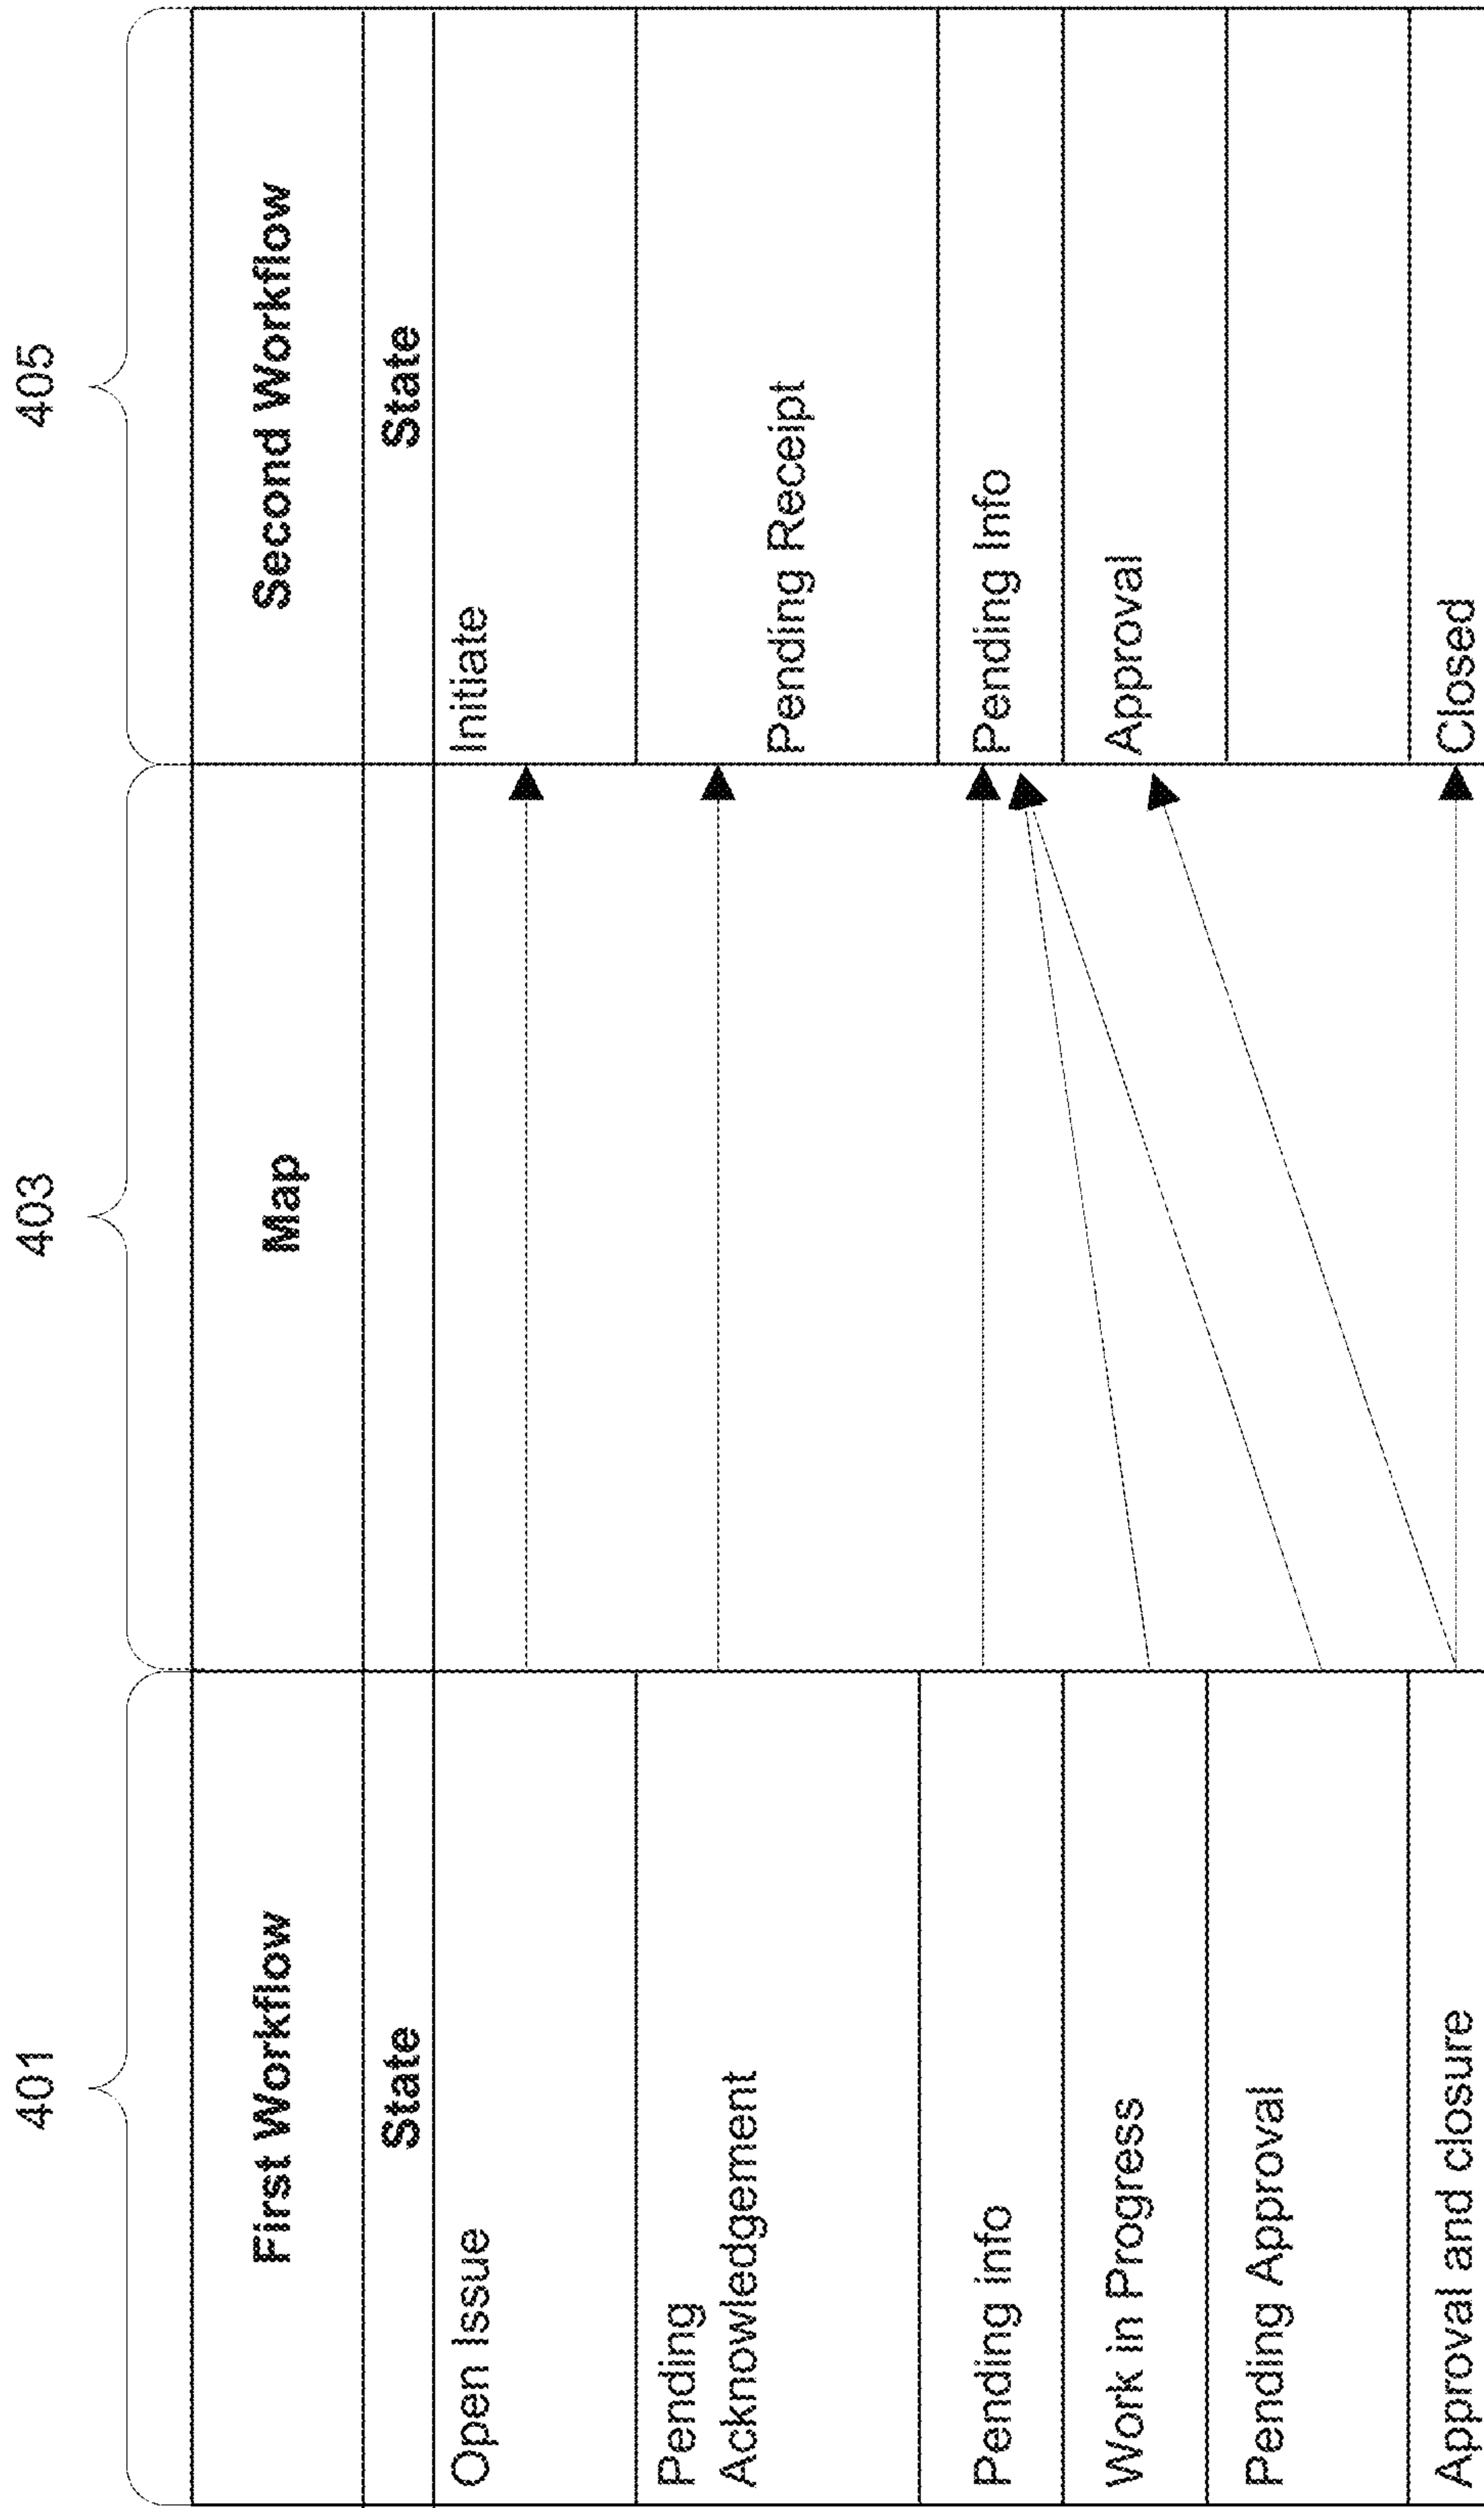 401
403
405
First Workflow
Map
Second Workflow
State
State
Open Issue
Initiate
Pending
Acknowledgement
Pending Receipt
Pending info
Pending Info
Work in Progress
Approval
Pending Approval
Approval and closure
Closed